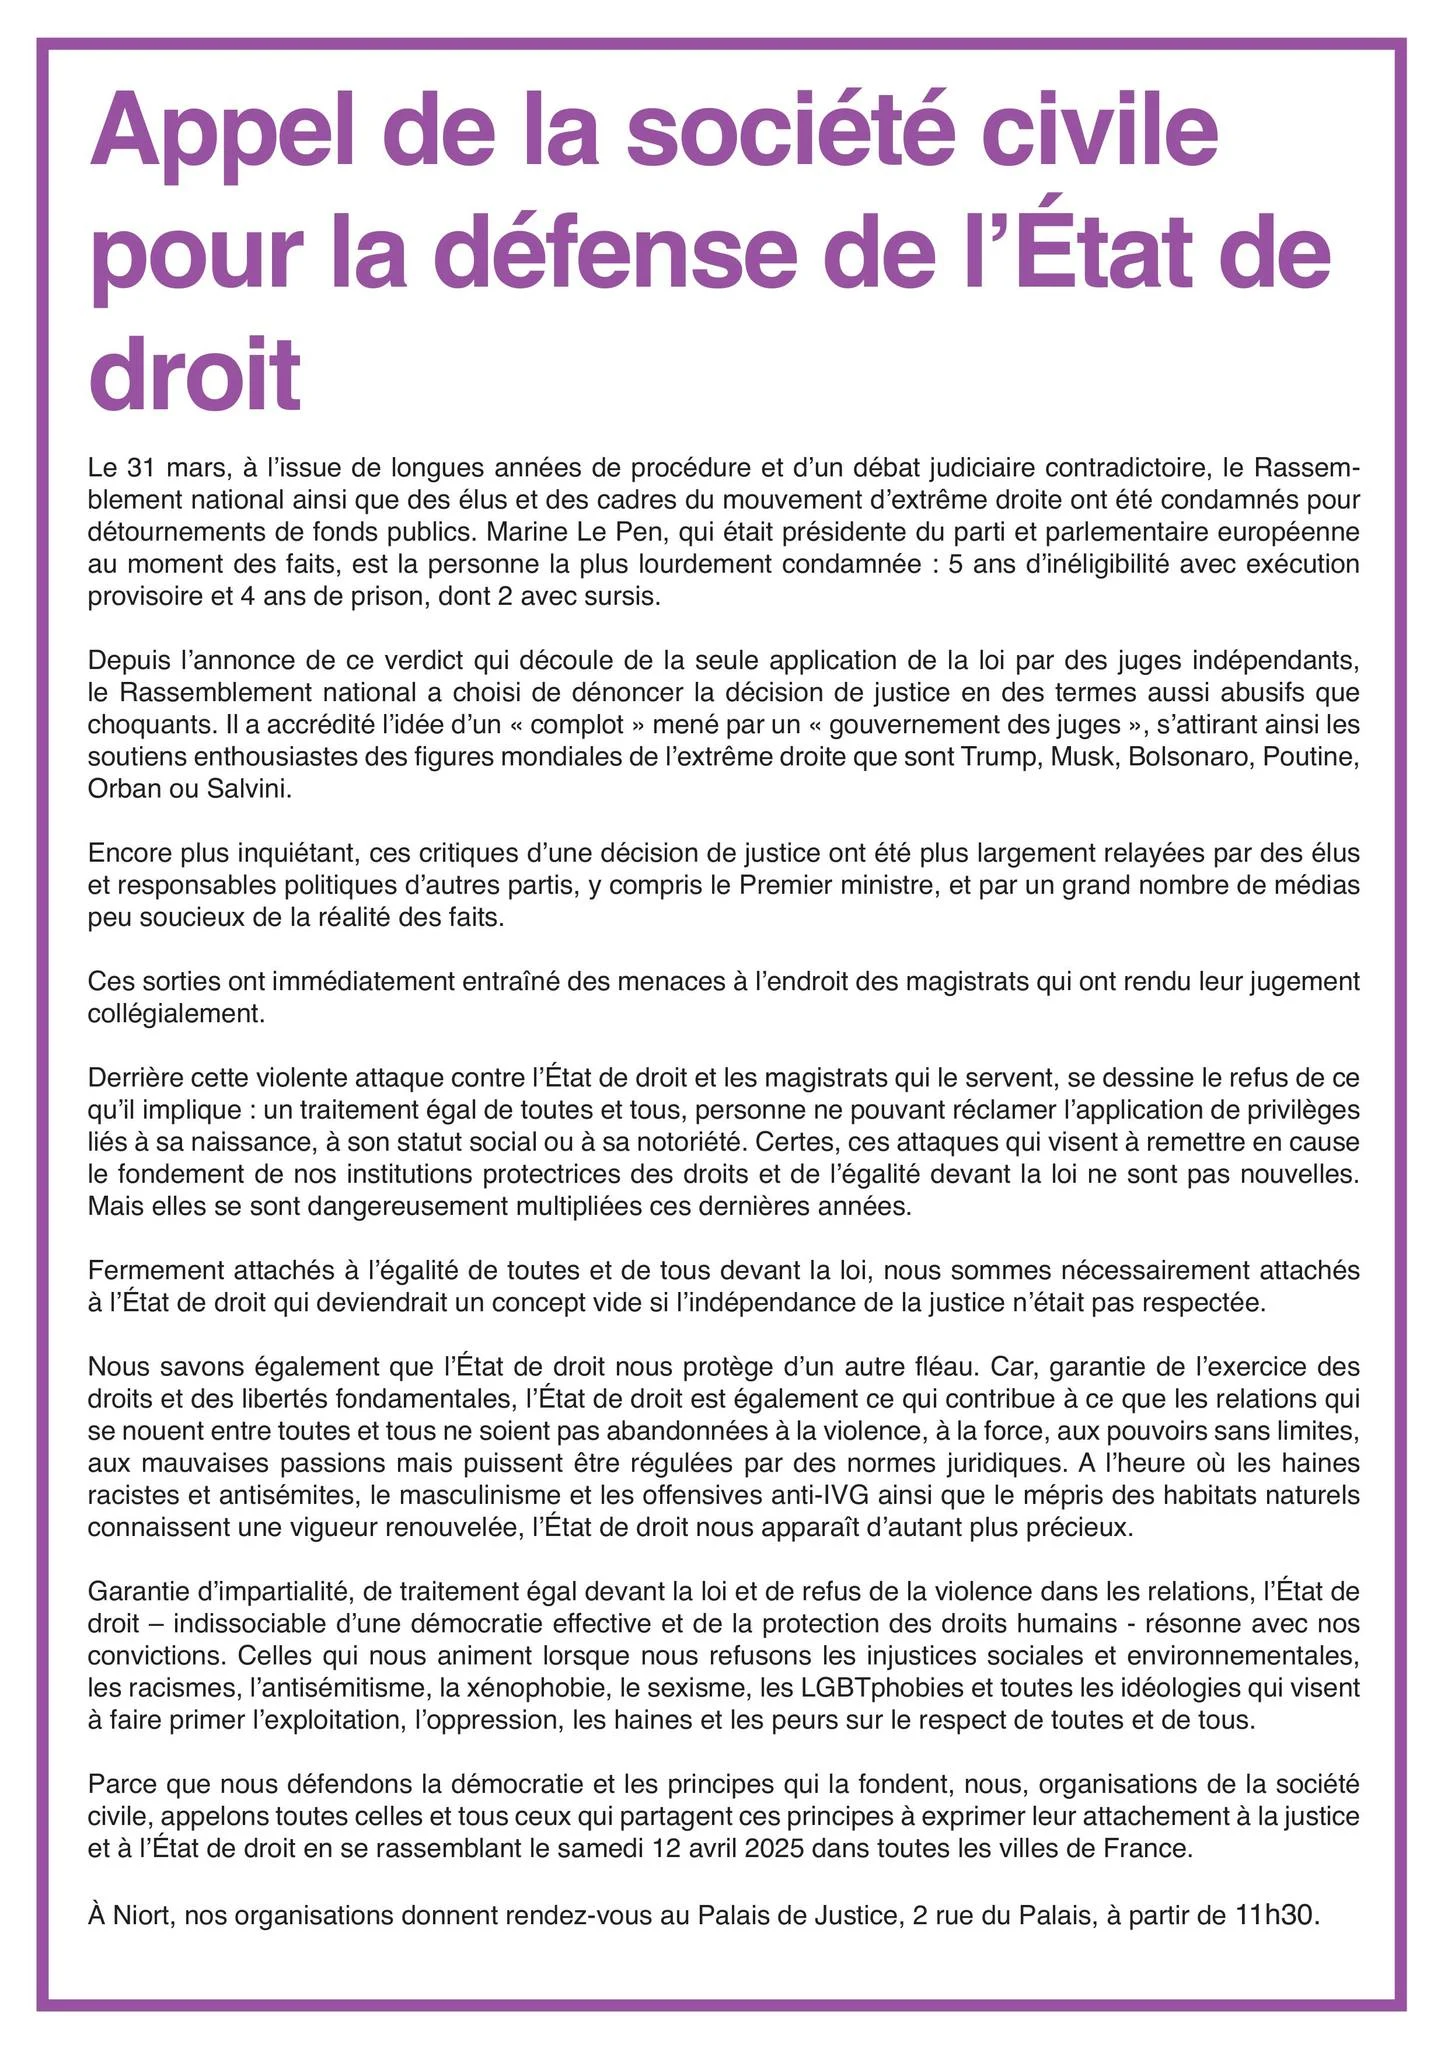 Appel de la société civile
pour la défense de l’État de
droit
Le 31 mars, à l’issue de longues années de procédure et d’un débat judiciaire contradictoire, le Rassem-
blement national ainsi que des élus et des cadres du mouvement d’extrême droite ont été condamnés pour
détournements de fonds publics. Marine Le Pen, qui était présidente du parti et parlementaire européenne
au moment des faits, est la personne la plus lourdement condamnée : 5 ans d’inéligibilité avec exécution
provisoire et 4 ans de prison, dont 2 avec sursis.
Depuis l’annonce de ce verdict qui découle de la seule application de la loi par des juges indépendants,
le Rassemblement national a choisi de dénoncer la décision de justice en des termes aussi abusifs que
choquants. Il a accrédité l’idée d’un « complot » mené par un « gouvernement des juges », s’attirant ainsi les
soutiens enthousiastes des figures mondiales de l’extrême droite que sont Trump, Musk, Bolsonaro, Poutine,
Orban ou Salvini.
Encore plus inquiétant, ces critiques d’une décision de justice ont été plus largement relayées par des élus
et responsables politiques d’autres partis, y compris le Premier ministre, et par un grand nombre de médias
peu soucieux de la réalité des faits.
Ces sorties ont immédiatement entraîné des menaces à l’endroit des magistrats qui ont rendu leur jugement
collégialement.
Derrière cette violente attaque contre l’État de droit et les magistrats qui le servent, se dessine le refus de ce
qu’il implique : un traitement égal de toutes et tous, personne ne pouvant réclamer l’application de privilèges
liés à sa naissance, à son statut social ou à sa notoriété. Certes, ces attaques qui visent à remettre en cause
le fondement de nos institutions protectrices des droits et de l’égalité devant la loi ne sont pas nouvelles.
Mais elles se sont dangereusement multipliées ces dernières années.
Fermement attachés à l’égalité de toutes et de tous devant la loi, nous sommes nécessairement attachés
à l’État de droit qui deviendrait un concept vide si l’indépendance de la justice n’était pas respectée.
Nous savons également que l’État de droit nous protège d’un autre fléau. Car, garantie de l’exercice des
droits et des libertés fondamentales, l’État de droit est également ce qui contribue à ce que les relations qui
se nouent entre toutes et tous ne soient pas abandonnées à la violence, à la force, aux pouvoirs sans limites,
aux mauvaises passions mais puissent être régulées par des normes juridiques. A l’heure où les haines
racistes et antisémites, le masculinisme et les offensives anti-IVG ainsi que le mépris des habitats naturels
connaissent une vigueur renouvelée, l’État de droit nous apparaît d’autant plus précieux.
Garantie d’impartialité, de traitement égal devant la loi et de refus de la violence dans les relations, l’État de
droit – indissociable d’une démocratie effective et de la protection des droits humains - résonne avec nos
convictions. Celles qui nous animent lorsque nous refusons les injustices sociales et environnementales,
les racismes, l’antisémitisme, la xénophobie, le sexisme, les LGBTphobies et toutes les idéologies qui visent
à faire primer l’exploitation, l’oppression, les haines et les peurs sur le respect de toutes et de tous.
Parce que nous défendons la démocratie et les principes qui la fondent, nous, organisations de la société
civile, appelons toutes celles et tous ceux qui partagent ces principes à exprimer leur attachement à la justice
et à l’État de droit en se rassemblant le samedi 12 avril 2025 dans toutes les villes de France.
À Niort, nos organisations donnent rendez-vous au Palais de Justice, 2 rue du Palais, à partir de 11h30.